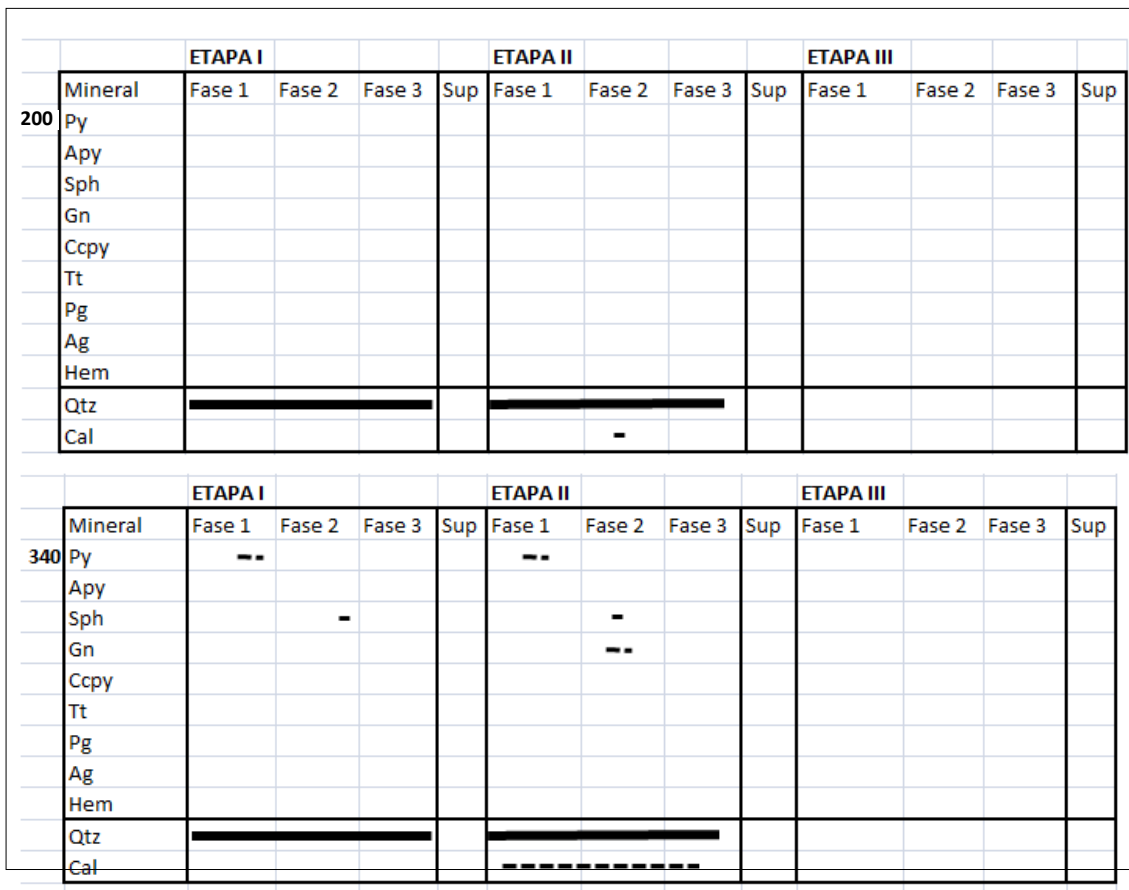 ETAPA I ETAPA II ETAPA III
Mineral Fase 1 Fase 2 Fase 3 Sup Fase 1 Fase 2 Fase 3 Sup Fase 1 Fase 2 Fase 3 Sup
200 Py
Apy
Sph
Gn
Ccpy
Tt
Pg
Ag
Hem
Qtz
Cal
ETAPA I ETAPA II ETAPA III
Mineral Fase 1 Fase 2 Fase 3 Sup Fase 1 Fase 2 Fase 3 Sup Fase 1 Fase 2 Fase 3 Sup
340 Py
Apy
Sph
Gn
Ccpy
Tt
Pg
Ag
Hem
Qtz
Cal